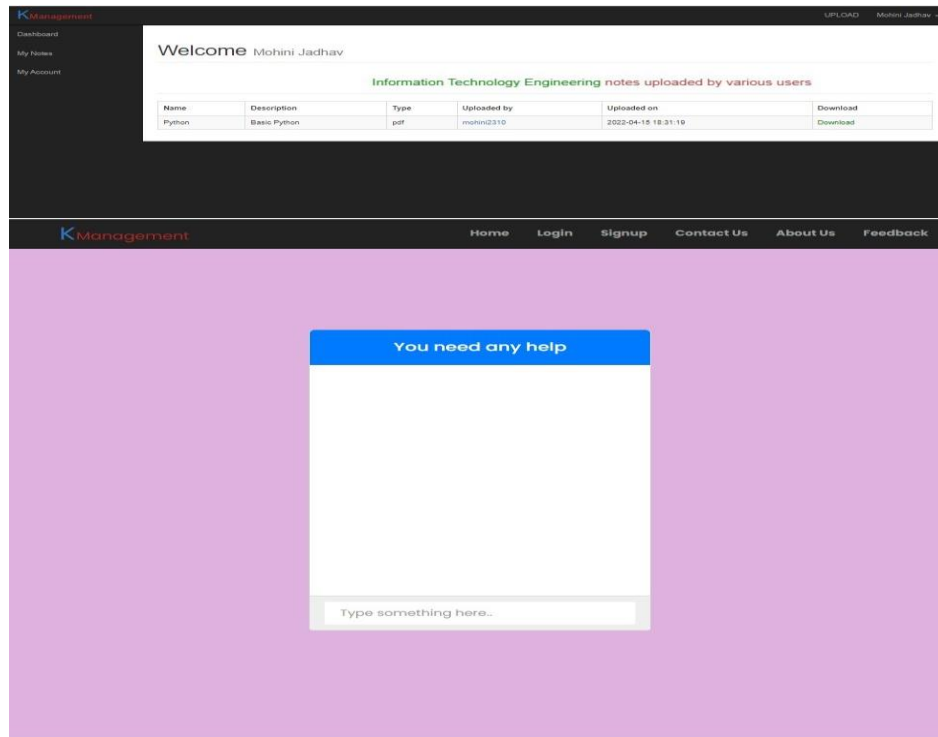 KManagement UPLOAD Mohini Jadhav
Dashboard
My Notes
My Account
Welcome Mohini Jadhav
Information Technology Engineering notes uploaded by various users
Name Description Type Uploaded by Uploaded on Download
Python Basic Python pdf mohini2310 2022-04-15 18:31:19 Download
KManagement Home Login Signup Contact Us About Us Feedback
You need any help
Type something here..